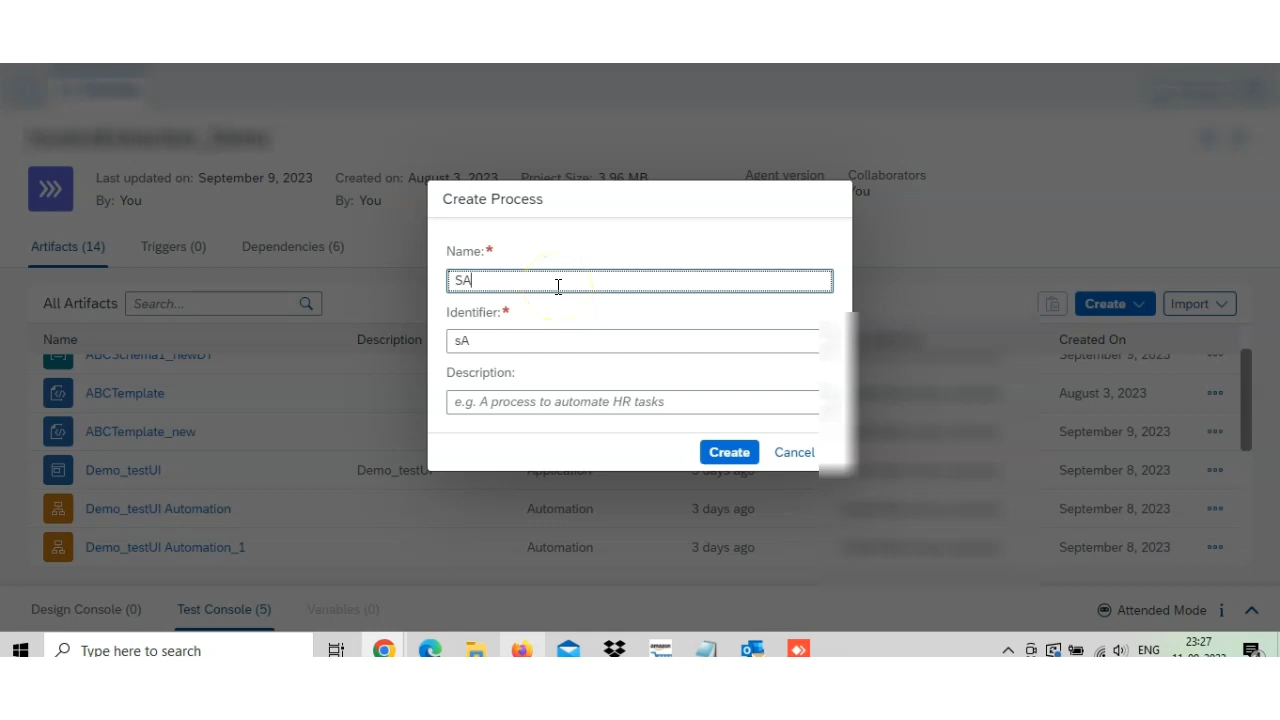 Last updated on: September 9, 2023
By: You
Created on: August 3, 2023
By: You
Project Size: 3.96 MB
Agent version
Collaborators
You
Artifacts (14)
Triggers (0)
Dependencies (6)
All Artifacts
Search...
Create
Import
Name
Description
Created On
ABCSchema1_newDT
September 9, 2023
ABCTemplate
August 3, 2023
ABCTemplate_new
September 9, 2023
Demo_testUI
Demo_testU
Application
3 days ago
September 8, 2023
Demo_testUI Automation
Automation
3 days ago
September 8, 2023
Demo_testUI Automation_1
Automation
3 days ago
September 8, 2023
Create Process
Name:*
SA
Identifier:*
sA
Description:
e.g. A process to automate HR tasks
Create
Cancel
Design Console (0)
Test Console (5)
Variables (0)
Attended Mode
Type here to search
ENG
23:27